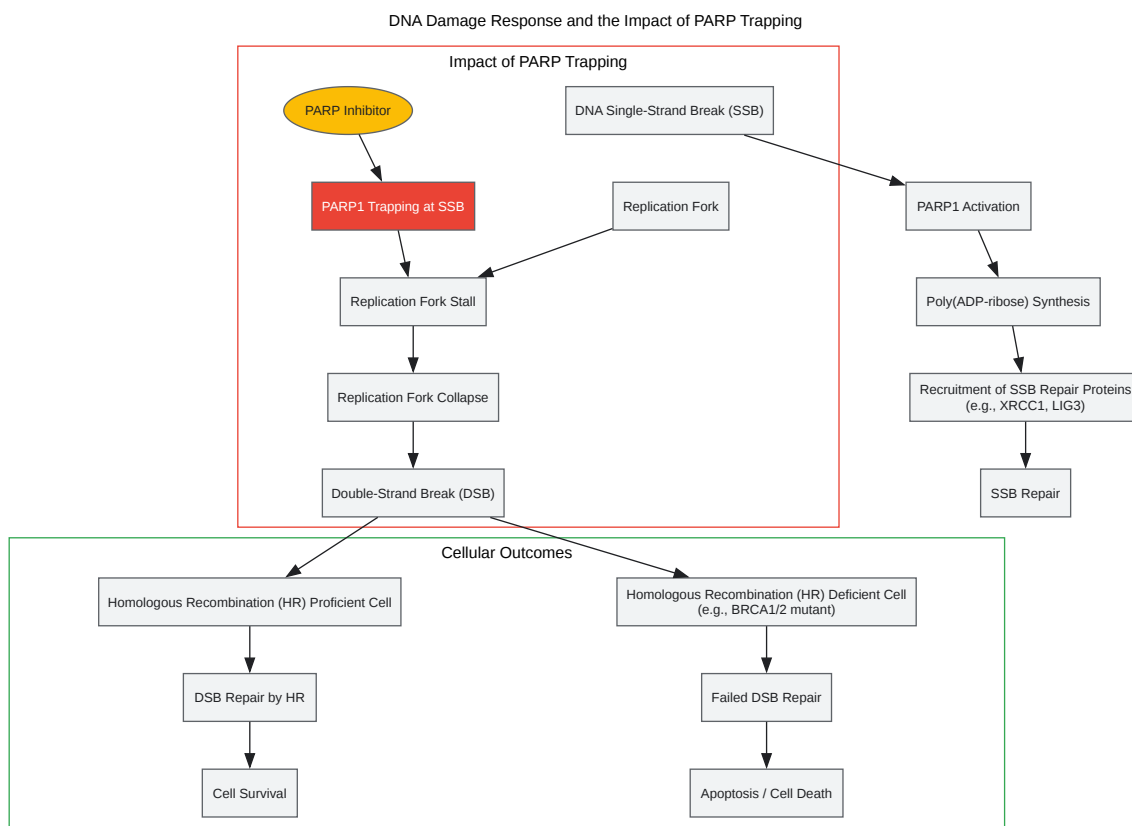 DNA Damage Response and the Impact of PARP Trapping
Impact of PARP Trapping
PARP Inhibitor
DNA Single-Strand Break (SSB)
PARP1 Trapping at SSB
Replication Fork
PARP1 Activation
Replication Fork Stall
Poly(ADP-ribose) Synthesis
Replication Fork Collapse
Recruitment of SSB Repair Proteins
(e.g., XRCC1, LIG3)
Double-Strand Break (DSB)
SSB Repair
Cellular Outcomes
Homologous Recombination (HR) Proficient Cell
Homologous Recombination (HR) Deficient Cell
(e.g., BRCA1/2 mutant)
DSB Repair by HR
Failed DSB Repair
Cell Survival
Apoptosis / Cell Death